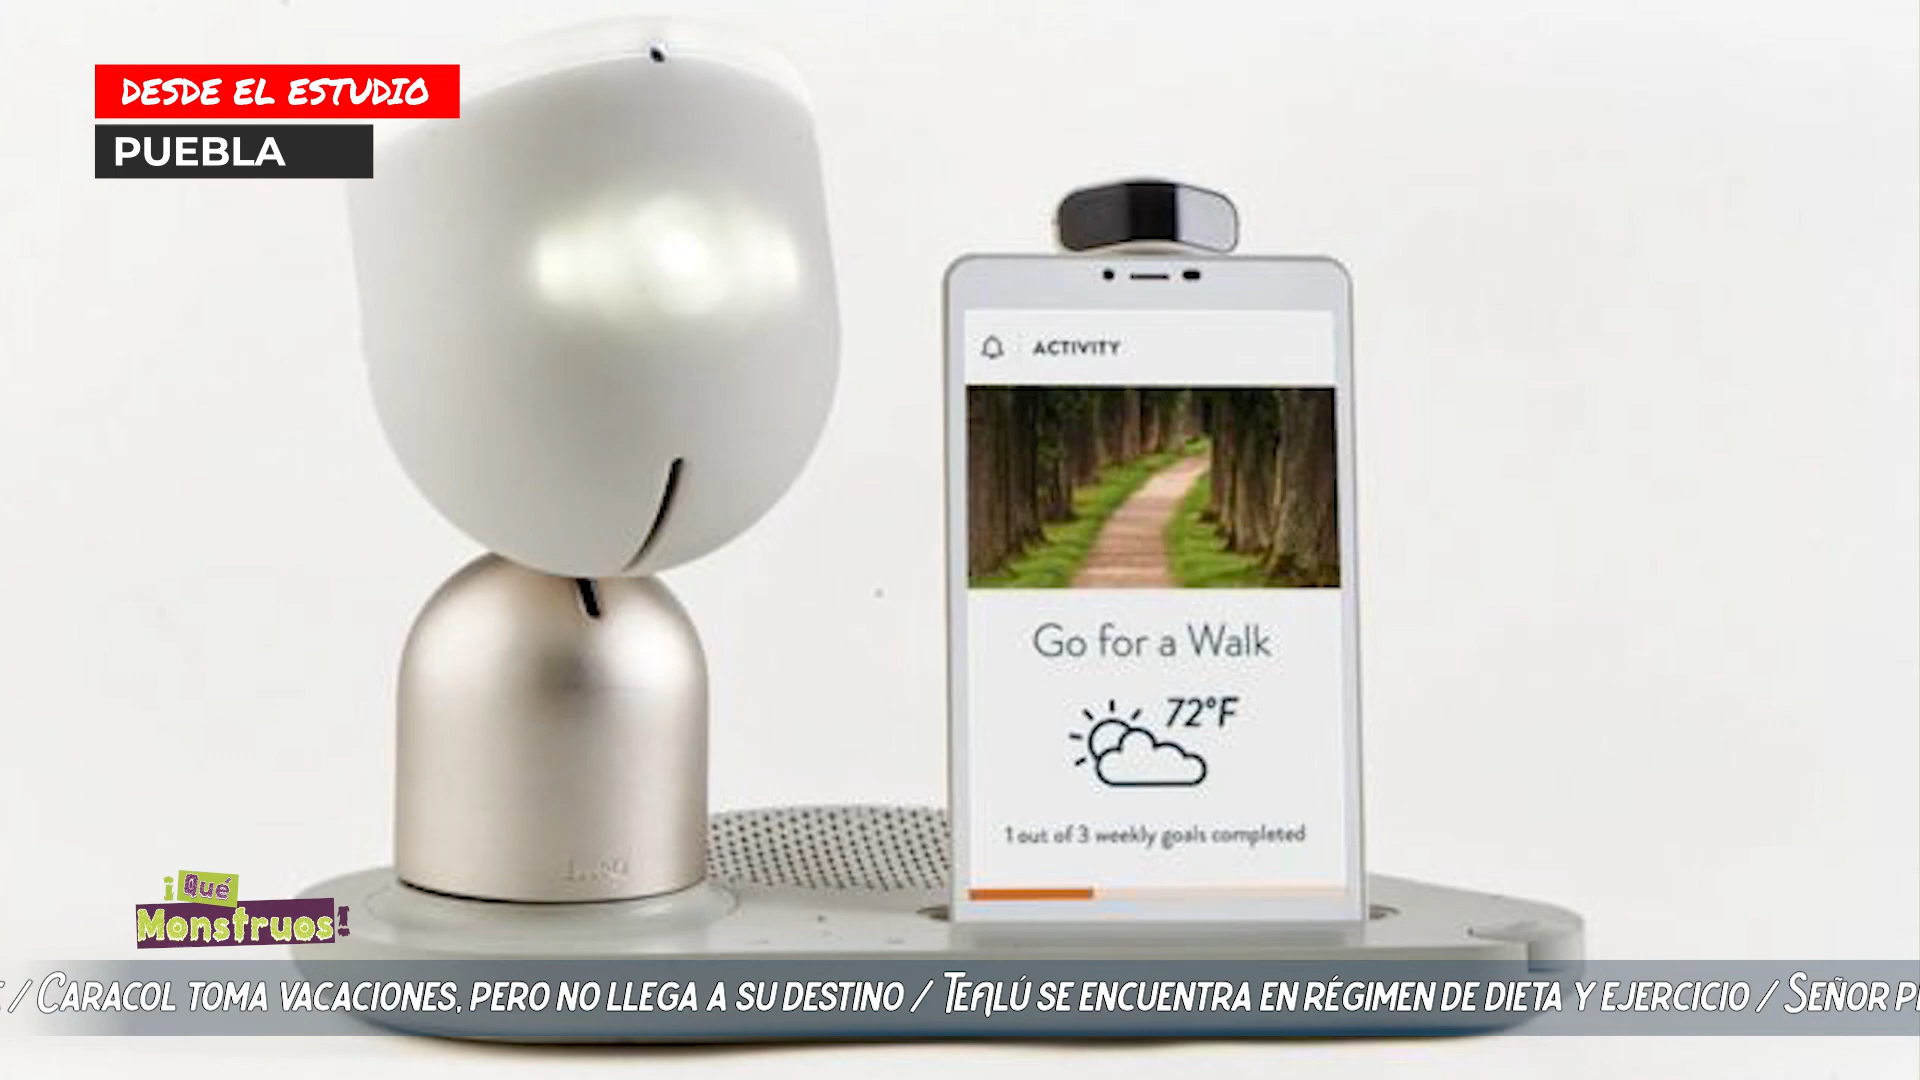 DESDE EL ESTUDIO
PUEBLA
ACTIVITY
Go for a Walk
72°F
1 out of 3 weekly goals completed
¡Qué
Monstruos!
/ CARACOL TOMA VACACIONES, PERO NO LLEGA A SU DESTINO / TEFLÚ SE ENCUENTRA EN RÉGIMEN DE DIETA Y EJERCICIO / SEÑOR